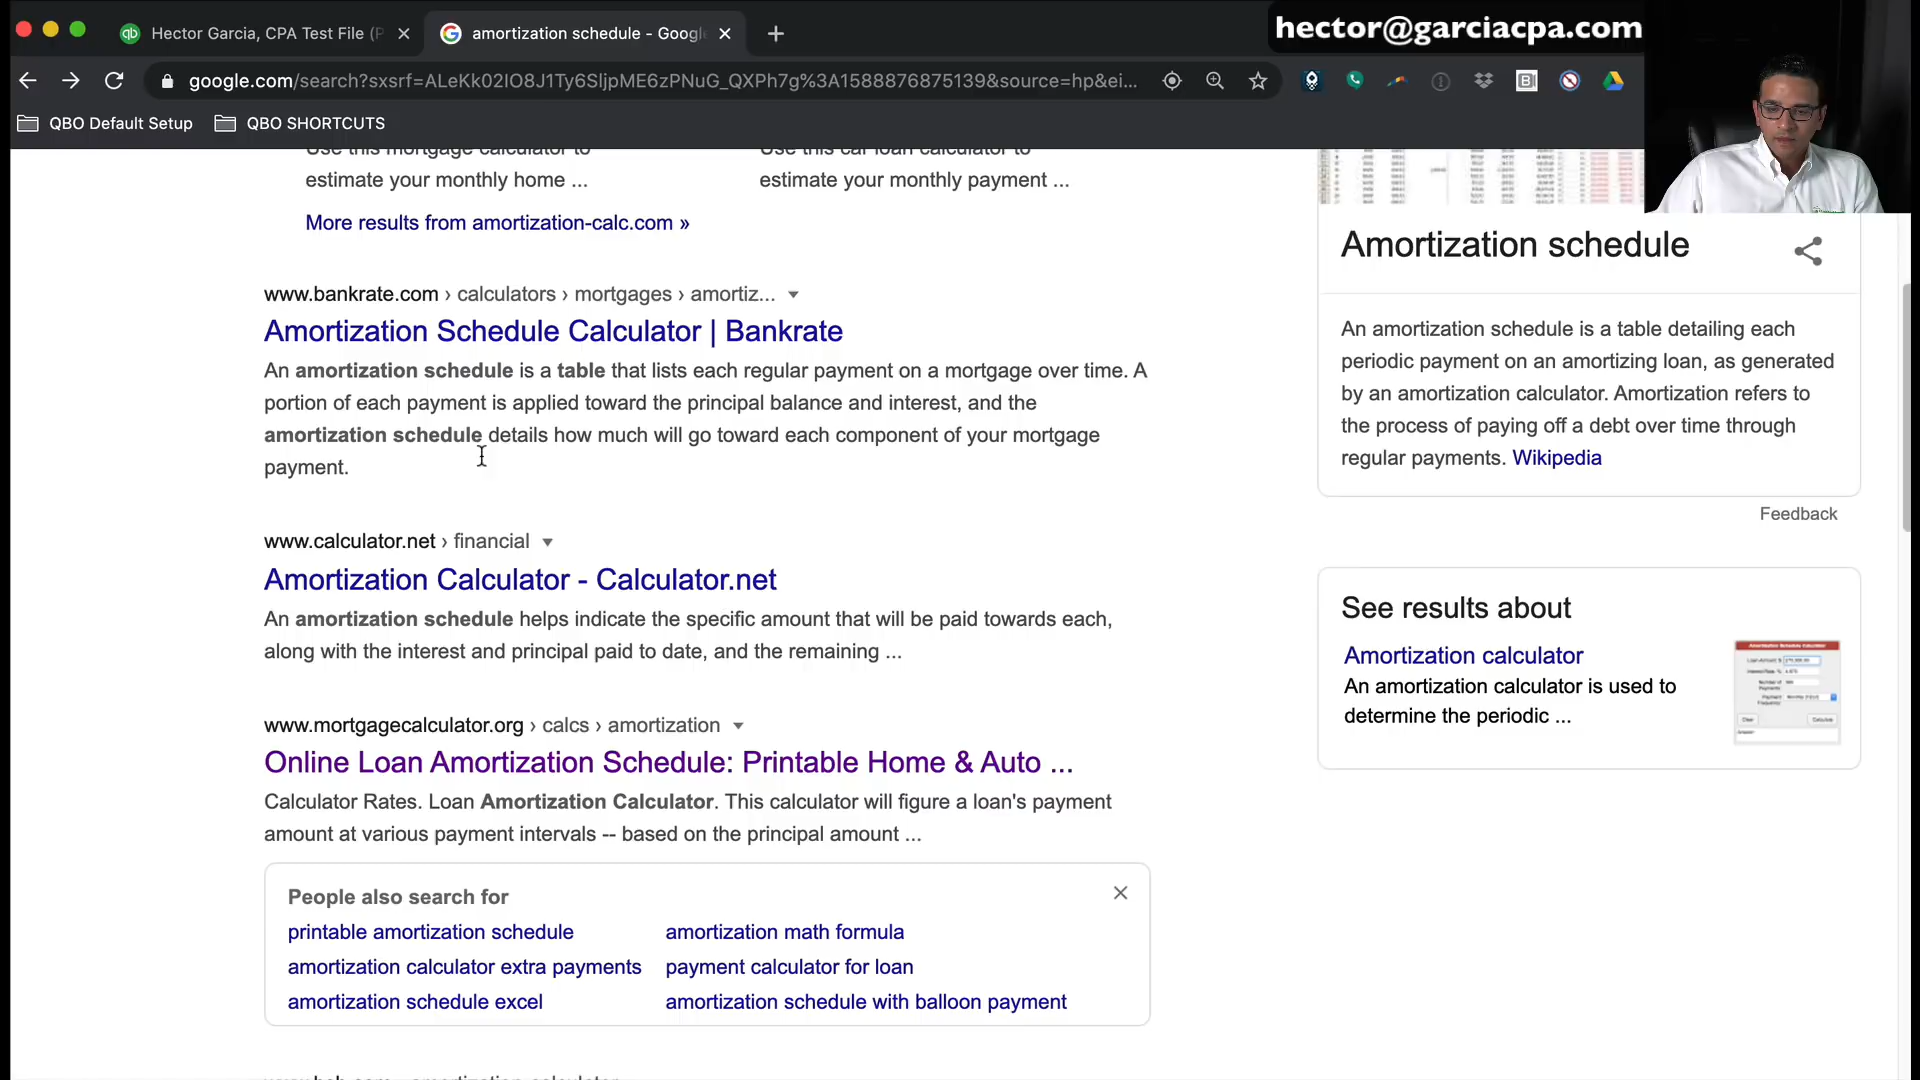 Hector Garcia, CPA Test File (P
amortization schedule - Google
hector@garciacpa.com
google.com/search?sxsrf=ALeKk02IO8J1Ty6SljpME6zPNuG_QXPh7g%3A1588876875139&source=hp&ei...
QBO Default Setup
QBO SHORTCUTS
Use this mortgage calculator to
estimate your monthly home ...
Use this car loan calculator to
estimate your monthly payment ...
More results from amortization-calc.com »
www.bankrate.com › calculators › mortgages › amortiz...
Amortization Schedule Calculator | Bankrate
An amortization schedule is a table that lists each regular payment on a mortgage over time. A
portion of each payment is applied toward the principal balance and interest, and the
amortization schedule details how much will go toward each component of your mortgage
payment.
www.calculator.net › financial
Amortization Calculator - Calculator.net
An amortization schedule helps indicate the specific amount that will be paid towards each,
along with the interest and principal paid to date, and the remaining ...
www.mortgagecalculator.org › calcs › amortization
Online Loan Amortization Schedule: Printable Home & Auto ...
Calculator Rates. Loan Amortization Calculator. This calculator will figure a loan's payment
amount at various payment intervals -- based on the principal amount ...
People also search for
printable amortization schedule
amortization math formula
amortization calculator extra payments
payment calculator for loan
amortization schedule excel
amortization schedule with balloon payment
Amortization schedule
An amortization schedule is a table detailing each
periodic payment on an amortizing loan, as generated
by an amortization calculator. Amortization refers to
the process of paying off a debt over time through
regular payments. Wikipedia
Feedback
See results about
Amortization calculator
An amortization calculator is used to
determine the periodic ...